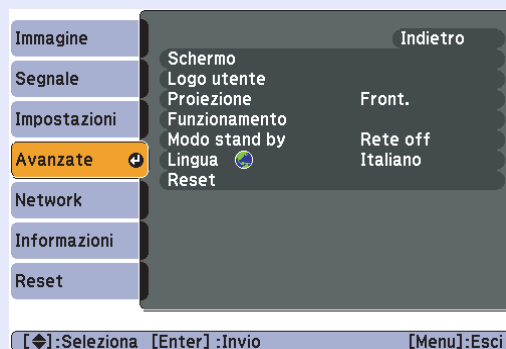 Immagine
Segnale
Impostazioni
Avanzate
Network
Informazioni
Reset
Indietro
Schermo
Logo utente
Proiezione Front.
Funzionamento
Modo stand by Rete off
Lingua Italiano
Reset
[◆]:Seleziona [Enter] :Invio [Menu]:Esci